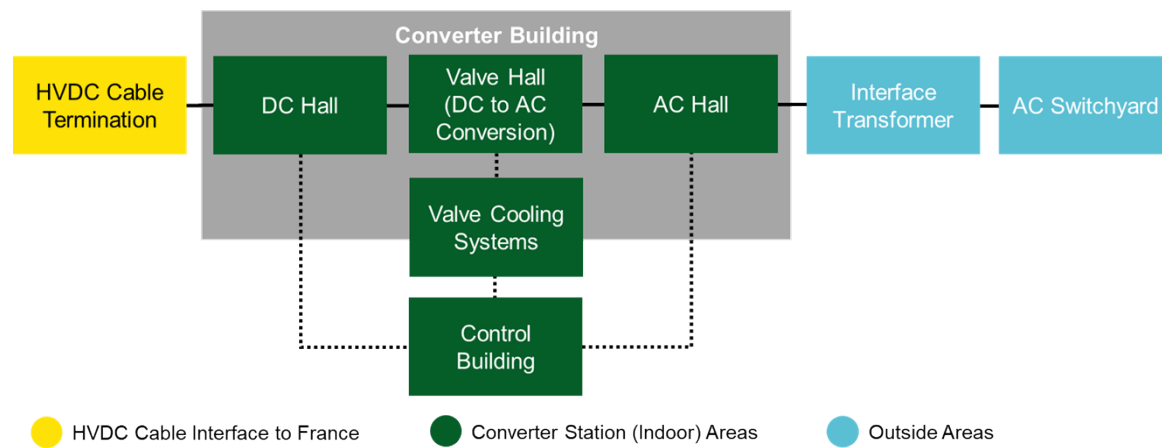 Converter Building
HVDC Cable
Termination
DC Hall
Valve Hall
(DC to AC
Conversion)
AC Hall
Interface
Transformer
AC Switchyard
Valve Cooling
Systems
Control
Building
HVDC Cable Interface to France
Converter Station (Indoor) Areas
Outside Areas